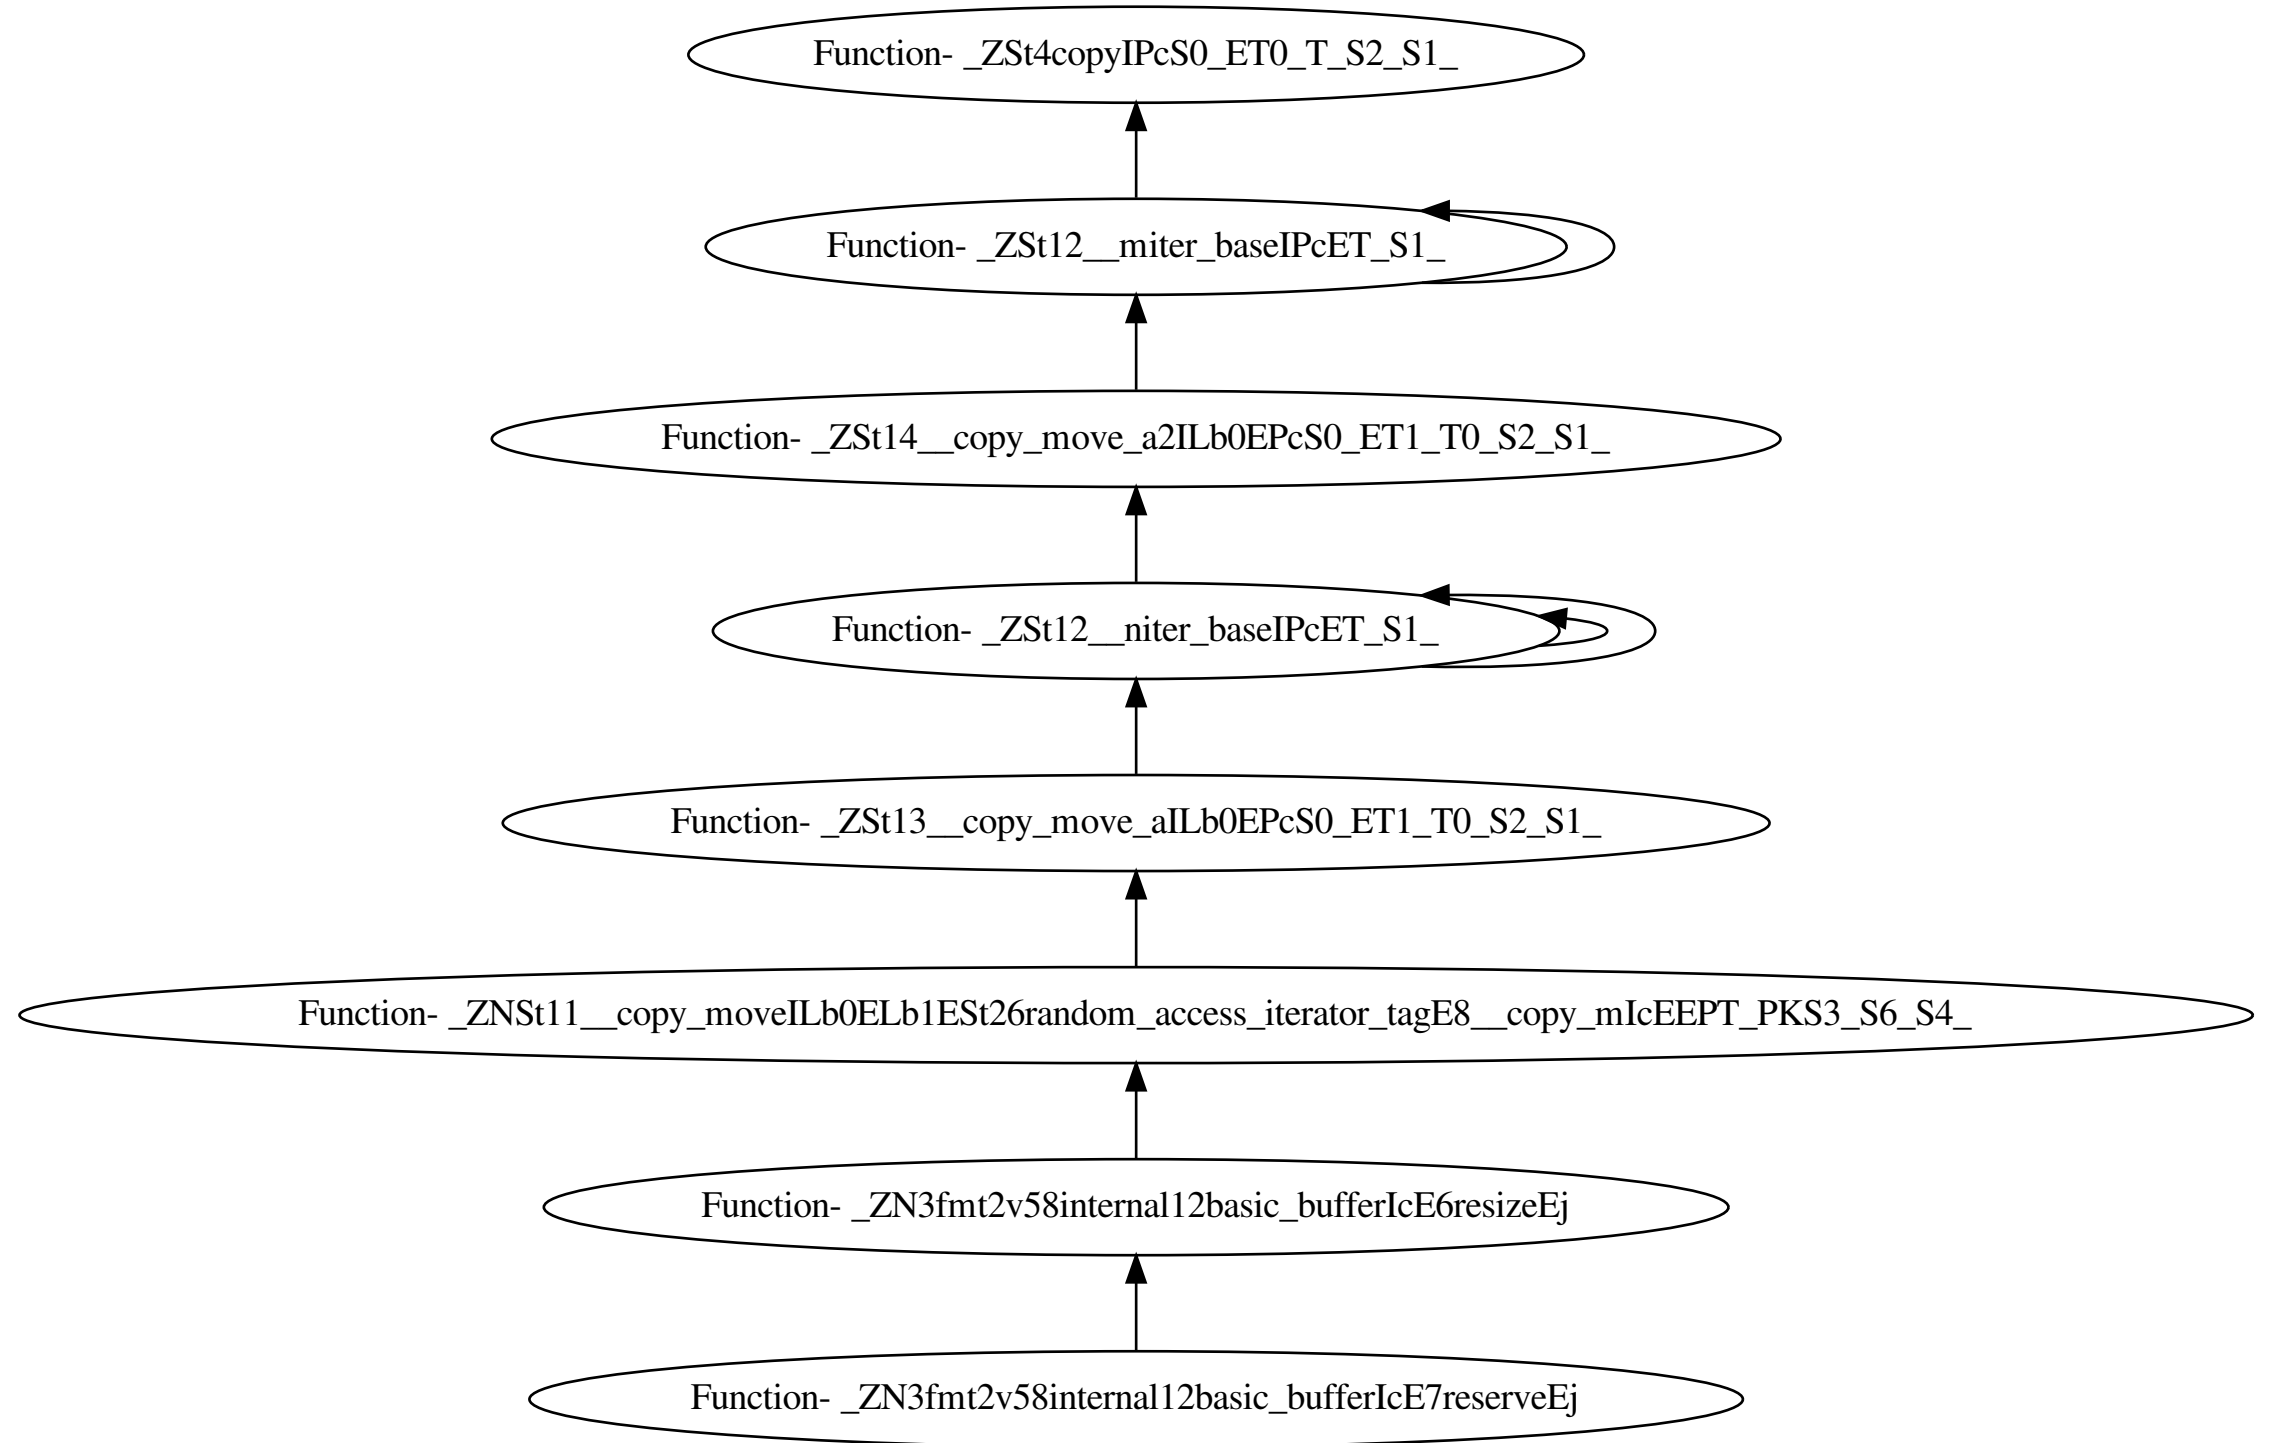 Function- _ZSt4copyIPcS0_ET0_T_S2_S1_
Function- _ZSt12__miter_baseIPcET_S1_
Function- _ZSt14__copy_move_a2ILb0EPcS0_ET1_T0_S2_S1_
Function- _ZSt12__niter_baseIPcET_S1_
Function- _ZSt13__copy_move_aILb0EPcS0_ET1_T0_S2_S1_
Function- _ZNSt11__copy_moveILb0ELb1ESt26random_access_iterator_tagE8__copy_mIcEEPT_PKS3_S6_S4_
Function- _ZN3fmt2v58internal12basic_bufferIcE6resizeEj
Function- _ZN3fmt2v58internal12basic_bufferIcE7reserveEj